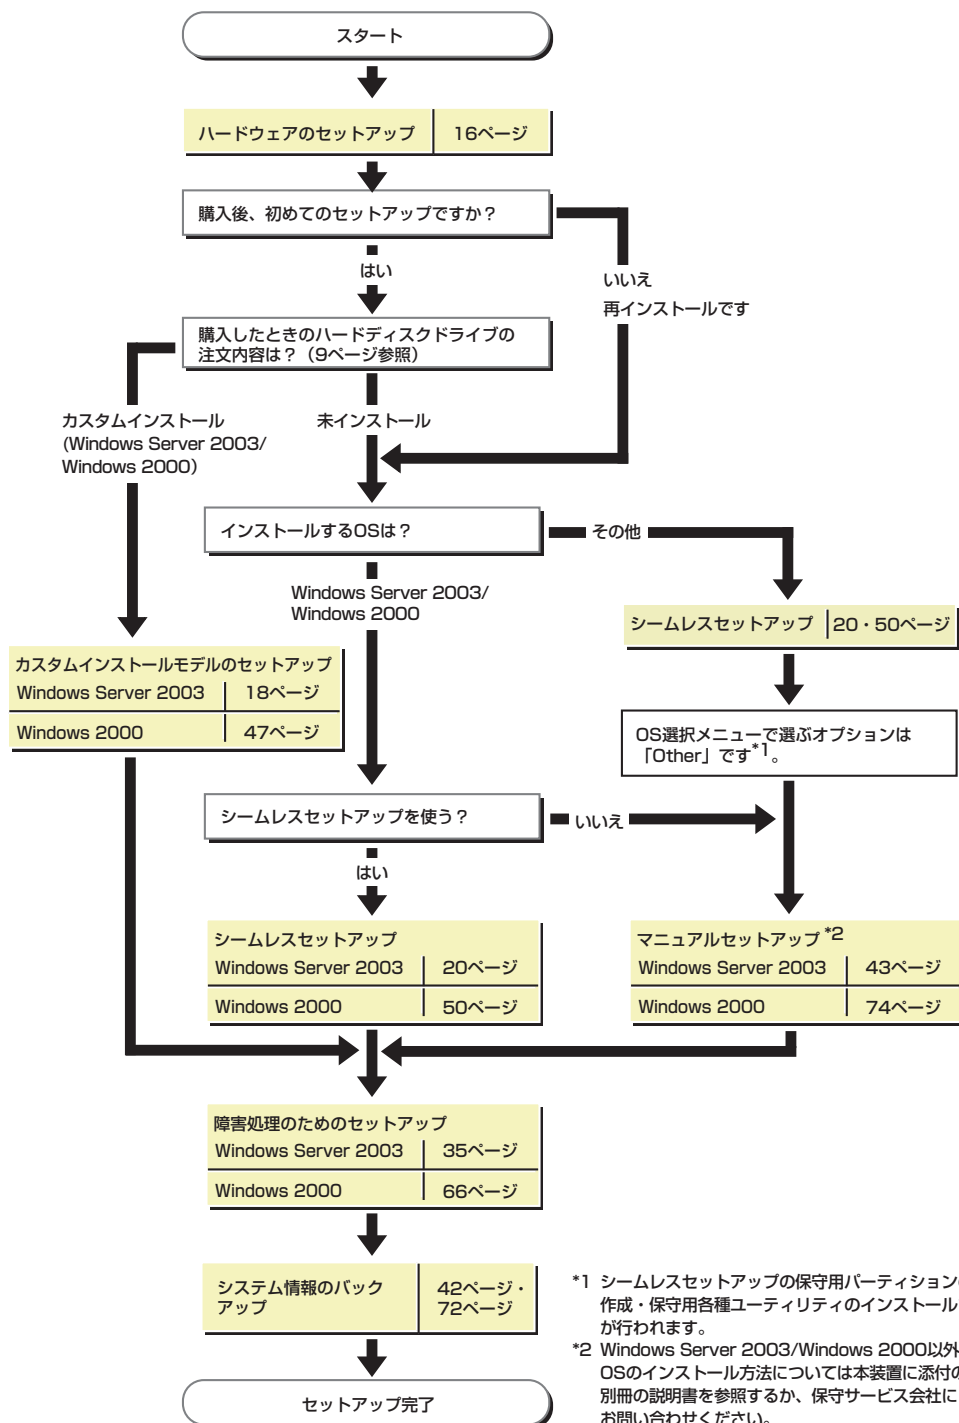 スタート
ハードウェアのセットアップ 16ページ
購入後、初めてのセットアップですか？
はい
いいえ
再インストールです
購入したときのハードディスクドライブの
注文内容は？（9ページ参照）
カスタムインストール
(Windows Server 2003/
Windows 2000)
未インストール
インストールするOSは？
その他
Windows Server 2003/
Windows 2000
シームレスセットアップ 20・50ページ
カスタムインストールモデルのセットアップ
Windows Server 2003 18ページ
Windows 2000 47ページ
OS選択メニューで選ぶオプションは
「Other」です*1。
シームレスセットアップを使う？
いいえ
はい
シームレスセットアップ
Windows Server 2003 20ページ
Windows 2000 50ページ
マニュアルセットアップ*2
Windows Server 2003 43ページ
Windows 2000 74ページ
障害処理のためのセットアップ
Windows Server 2003 35ページ
Windows 2000 66ページ
システム情報のバック
アップ
42ページ・
72ページ
セットアップ完了
*1 シームレスセットアップの保守用パーティションの
作成・保守用各種ユーティリティのインストール
が行われます。
*2 Windows Server 2003/Windows 2000以外
OSのインストール方法については本装置に添付の
別冊の説明書を参照するか、保守サービス会社に
お問い合わせください。